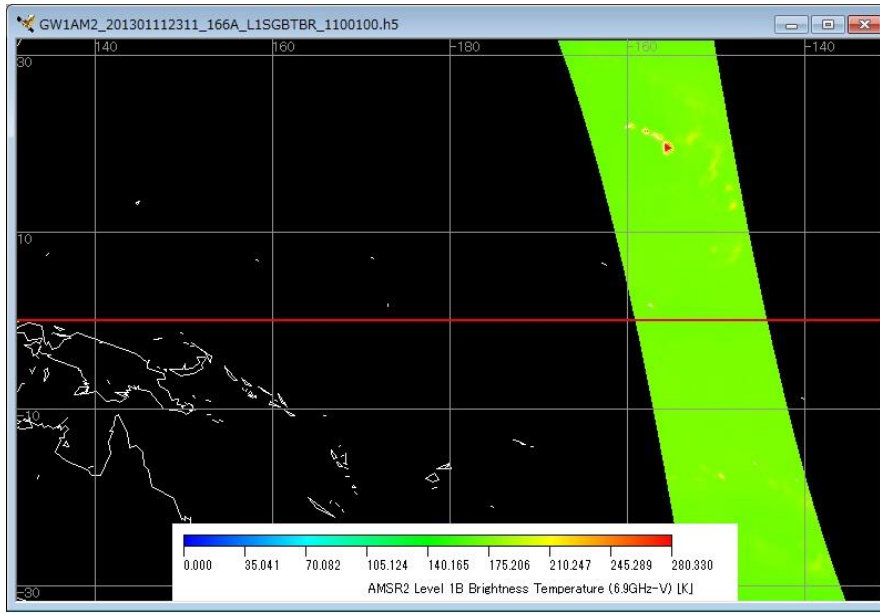 GW1AM2_201301112311_166A_L1SGBTBR_1100100.h5
30 140 160 -180 -160 -140
10
-10
-30
0.000 35.041 70.082 105.124 140.165 175.206 210.247 245.289 280.330
AMSR2 Level 1B Brightness Temperature (6.9GHz-V) [K]